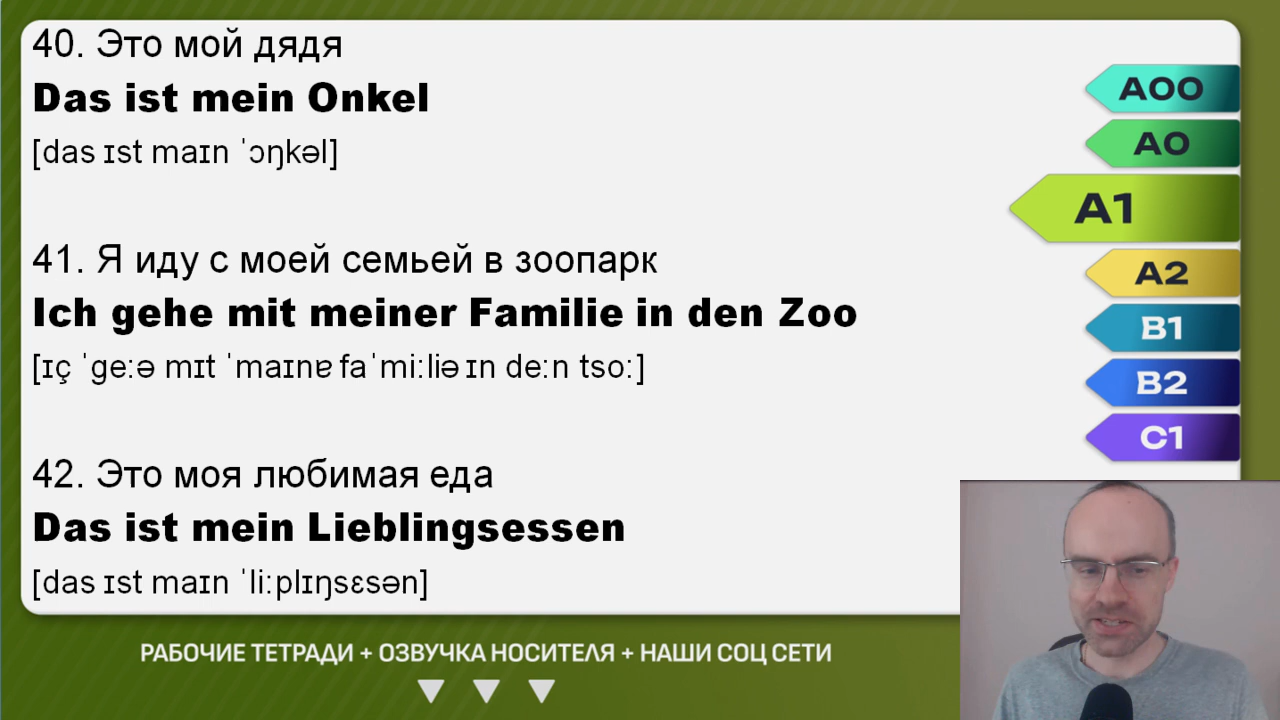 40. Это мой дядя
Das ist mein Onkel
[das ɪst maɪn ˈɔŋkəl]
41. Я иду с моей семьей в зоопарк
Ich gehe mit meiner Familie in den Zoo
[ɪç ˈɡeːə mɪt ˈmaɪnɐ faˈmiːliə ɪn deːn tsoː]
42. Это моя любимая еда
Das ist mein Lieblingsessen
[das ɪst maɪn ˈliːplɪŋsɛsən]
A00
A0
A1
A2
B1
B2
C1
РАБОЧИЕ ТЕТРАДИ + ОЗВУЧКА НОСИТЕЛЯ + НАШИ СОЦ СЕТИ